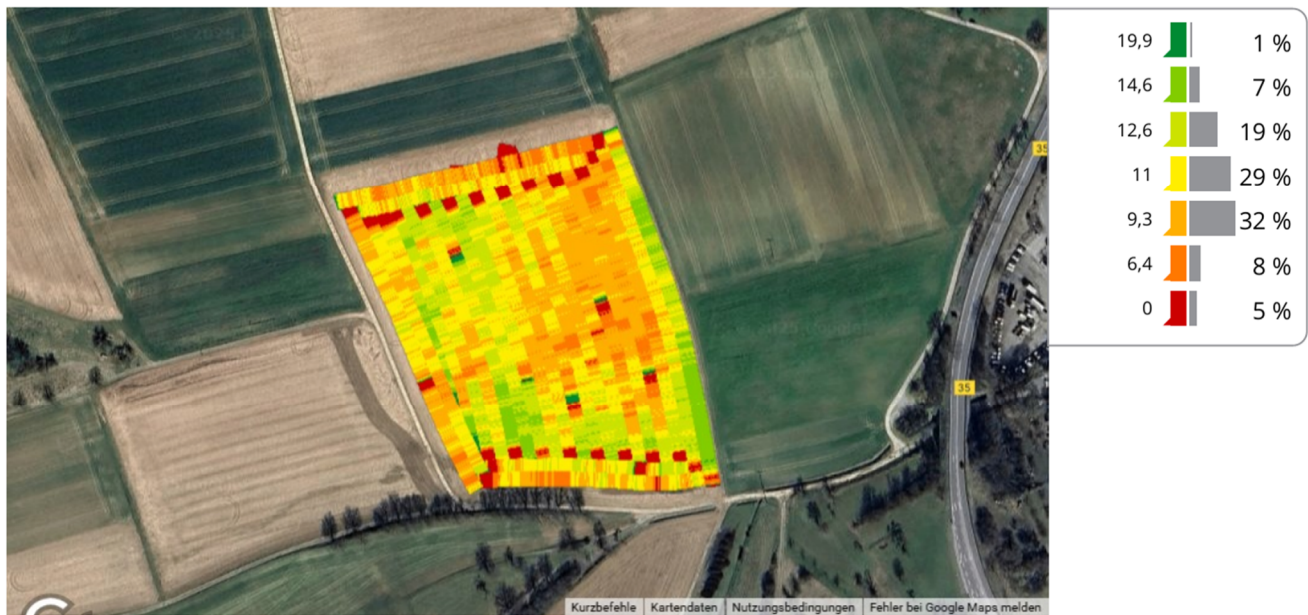 19,9 1 %
14,6 7 %
12,6 19 %
11 29 %
9,3 32 %
6,4 8 %
0 5 %
35
35
Kurzbefehle Kartendaten Nutzungsbedingungen Fehler bei Google Maps melden